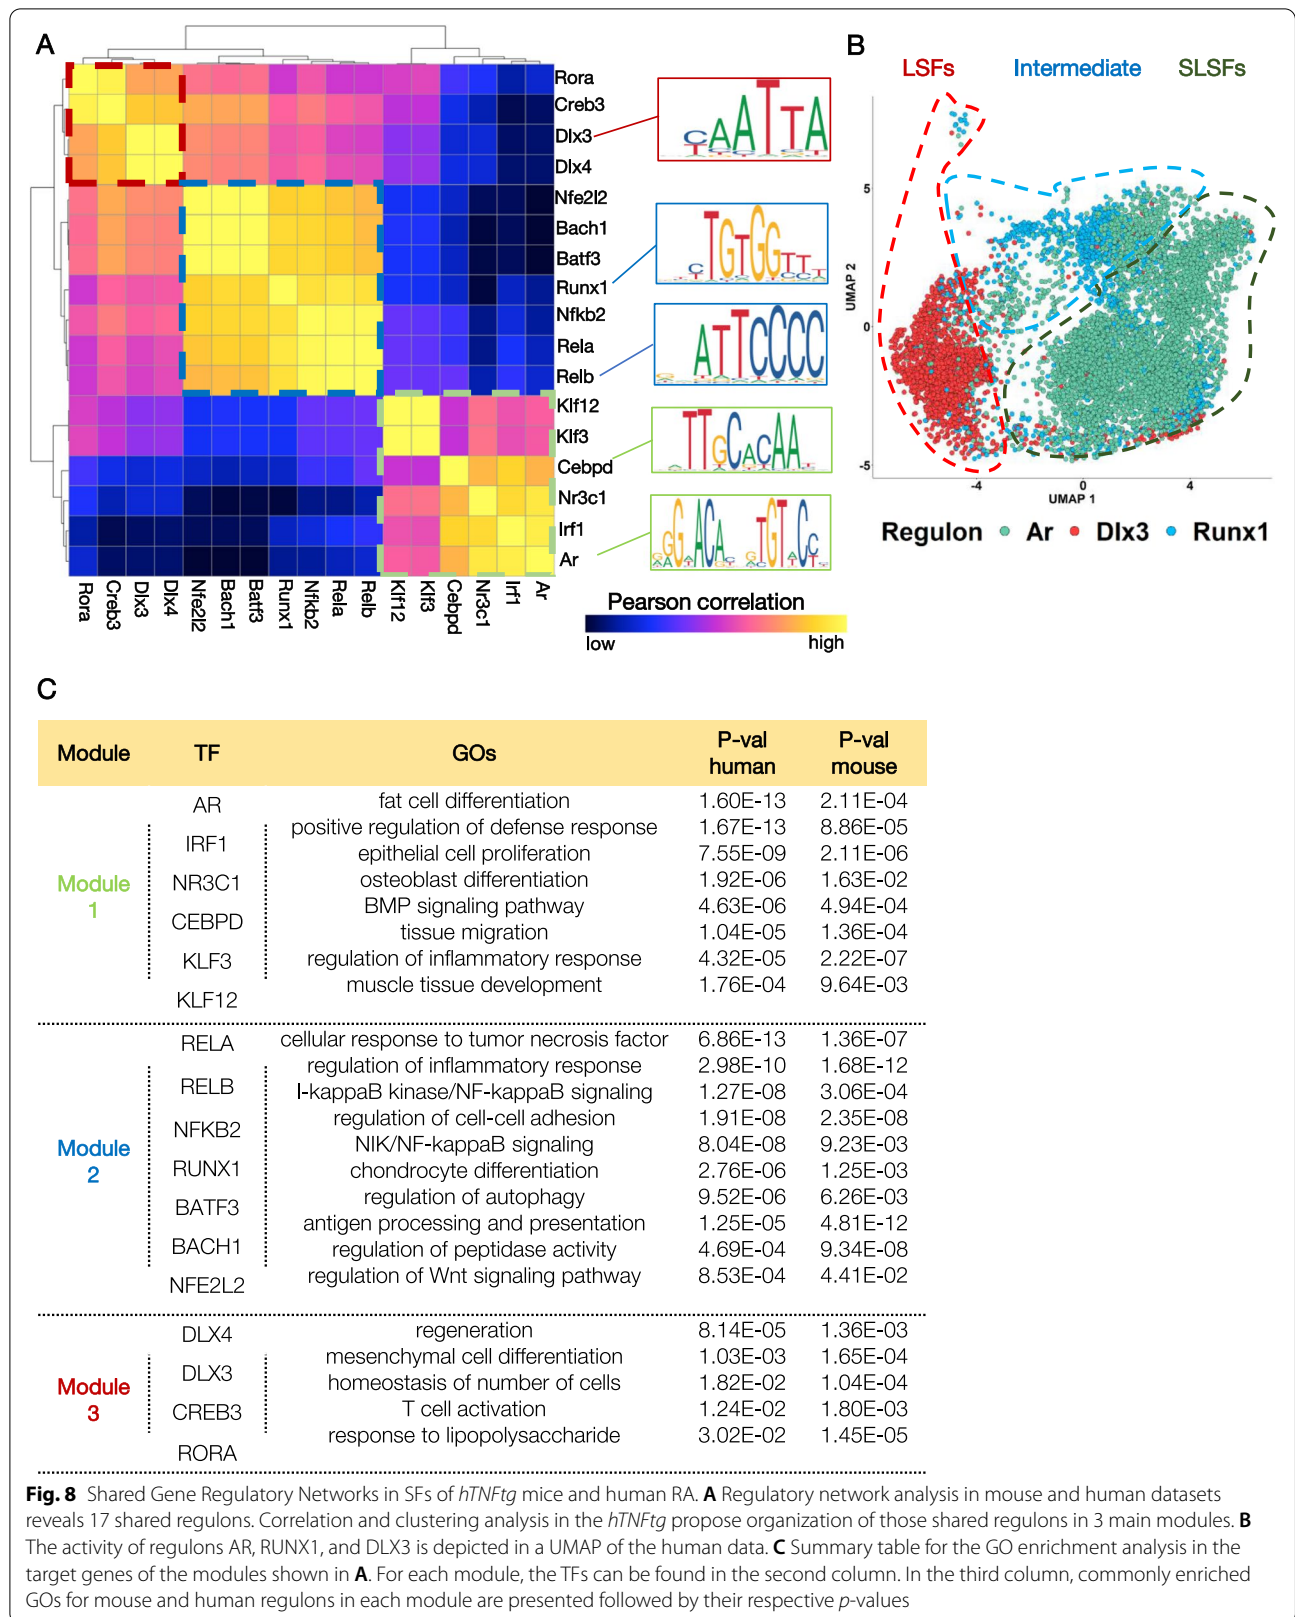 A
Rora
Creb3
Dlx3
Dlx4
Nfe2l2
Bach1
Batf3
Runx1
Nfkb2
Rela
Relb
Klf12
Klf3
Cebpd
Nr3c1
Irf1
Ar
Rora Creb3 Dlx3 Dlx4 Nfe2l2 Bach1 Batf3 Runx1 Nfkb2 Rela Relb Klf12 Klf3 Cebpd Nr3c1 Irf1 Ar
CAATTA
CTGTGGTTT
ATTCCCC
TTGCACAA
GGACA GTGTACC
Pearson correlation
low high
B
LSFs Intermediate SLSFs
UMAP 2
5
0
-5
-4 0 4
UMAP 1
Regulon Ar Dlx3 Runx1
C
Module TF GOs P-val human P-val mouse
Module 1
AR
IRF1
NR3C1
CEBPD
KLF3
KLF12
fat cell differentiation 1.60E-13 2.11E-04
positive regulation of defense response 1.67E-13 8.86E-05
epithelial cell proliferation 7.55E-09 2.11E-06
osteoblast differentiation 1.92E-06 1.63E-02
BMP signaling pathway 4.63E-06 4.94E-04
tissue migration 1.04E-05 1.36E-04
regulation of inflammatory response 4.32E-05 2.22E-07
muscle tissue development 1.76E-04 9.64E-03
Module 2
RELA
RELB
NFKB2
RUNX1
BATF3
BACH1
NFE2L2
cellular response to tumor necrosis factor 6.86E-13 1.36E-07
regulation of inflammatory response 2.98E-10 1.68E-12
I-kappaB kinase/NF-kappaB signaling 1.27E-08 3.06E-04
regulation of cell-cell adhesion 1.91E-08 2.35E-08
NIK/NF-kappaB signaling 8.04E-08 9.23E-03
chondrocyte differentiation 2.76E-06 1.25E-03
regulation of autophagy 9.52E-06 6.26E-03
antigen processing and presentation 1.25E-05 4.81E-12
regulation of peptidase activity 4.69E-04 9.34E-08
regulation of Wnt signaling pathway 8.53E-04 4.41E-02
Module 3
DLX4
DLX3
CREB3
RORA
regeneration 8.14E-05 1.36E-03
mesenchymal cell differentiation 1.03E-03 1.65E-04
homeostasis of number of cells 1.82E-02 1.04E-04
T cell activation 1.24E-02 1.80E-03
response to lipopolysaccharide 3.02E-02 1.45E-05
Fig. 8 Shared Gene Regulatory Networks in SFs of hTNFtg mice and human RA. A Regulatory network analysis in mouse and human datasets
reveals 17 shared regulons. Correlation and clustering analysis in the hTNFtg propose organization of those shared regulons in 3 main modules. B
The activity of regulons AR, RUNX1, and DLX3 is depicted in a UMAP of the human data. C Summary table for the GO enrichment analysis in the
target genes of the modules shown in A. For each module, the TFs can be found in the second column. In the third column, commonly enriched
GOs for mouse and human regulons in each module are presented followed by their respective p-values